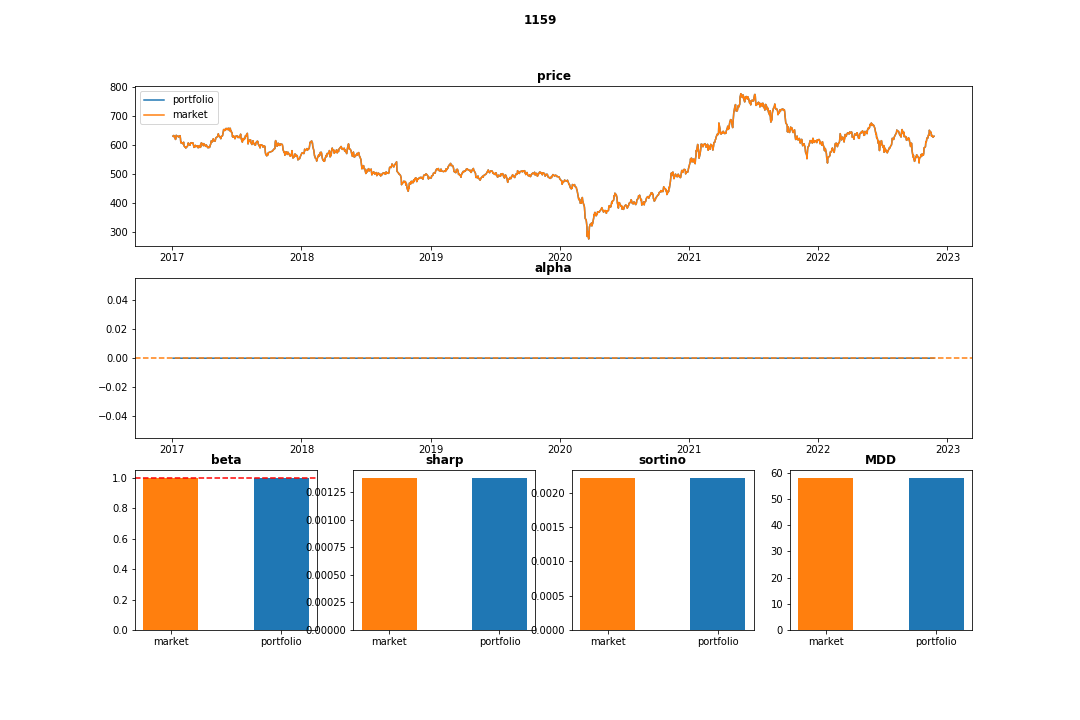 1159
price
800
700
600
500
400
300
portfolio
market
2017 2018 2019 2020 2021 2022 2023
alpha
0.04
0.02
0.00
−0.02
−0.04
2017 2018 2019 2020 2021 2022 2023
beta
1.0
0.8
0.6
0.4
0.2
0.0
market portfolio
sharp
0.00125
0.00100
0.00075
0.00050
0.00025
0.00000
market portfolio
sortino
0.0020
0.0015
0.0010
0.0005
0.0000
market portfolio
MDD
60
50
40
30
20
10
0
market portfolio